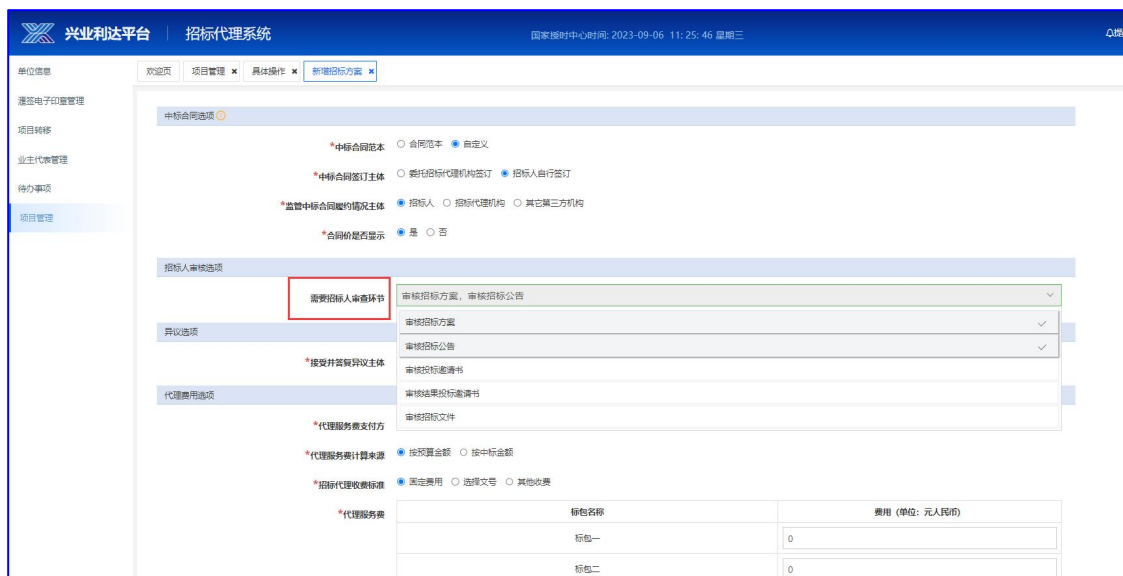 兴业利达平台 招标代理系统 国家授时中心时间: 2023-09-06 11: 25: 46 星期三
单位信息 欢迎页 项目管理 × 具体操作 × 新增招标方案 ×
灌签电子印章管理
中标合同选项
项目转移
*中标合同范本 合同范本 自定义
业主代表管理
*中标合同签订主体 委托招标代理机构签订 招标人自行签订
待办事项
*监管中标合同履约情况主体 招标人 招标代理机构 其它第三方机构
项目管理
*合同价是否显示 是 否
招标人审核选项
需要招标人审查环节 审核招标方案，审核招标公告
审核招标方案
异议选项
审核招标公告
*接受并答复异议主体
审核投标邀请书
代理费用选项
审核结果投标邀请书
审核招标文件
*代理服务费支付方
*代理服务费计算来源 按预算金额 按中标金额
*招标代理收费标准 固定费用 选择文号 其他收费
*代理服务费 标包名称 费用（单位：元人民币）
标包一 0
标包二 0